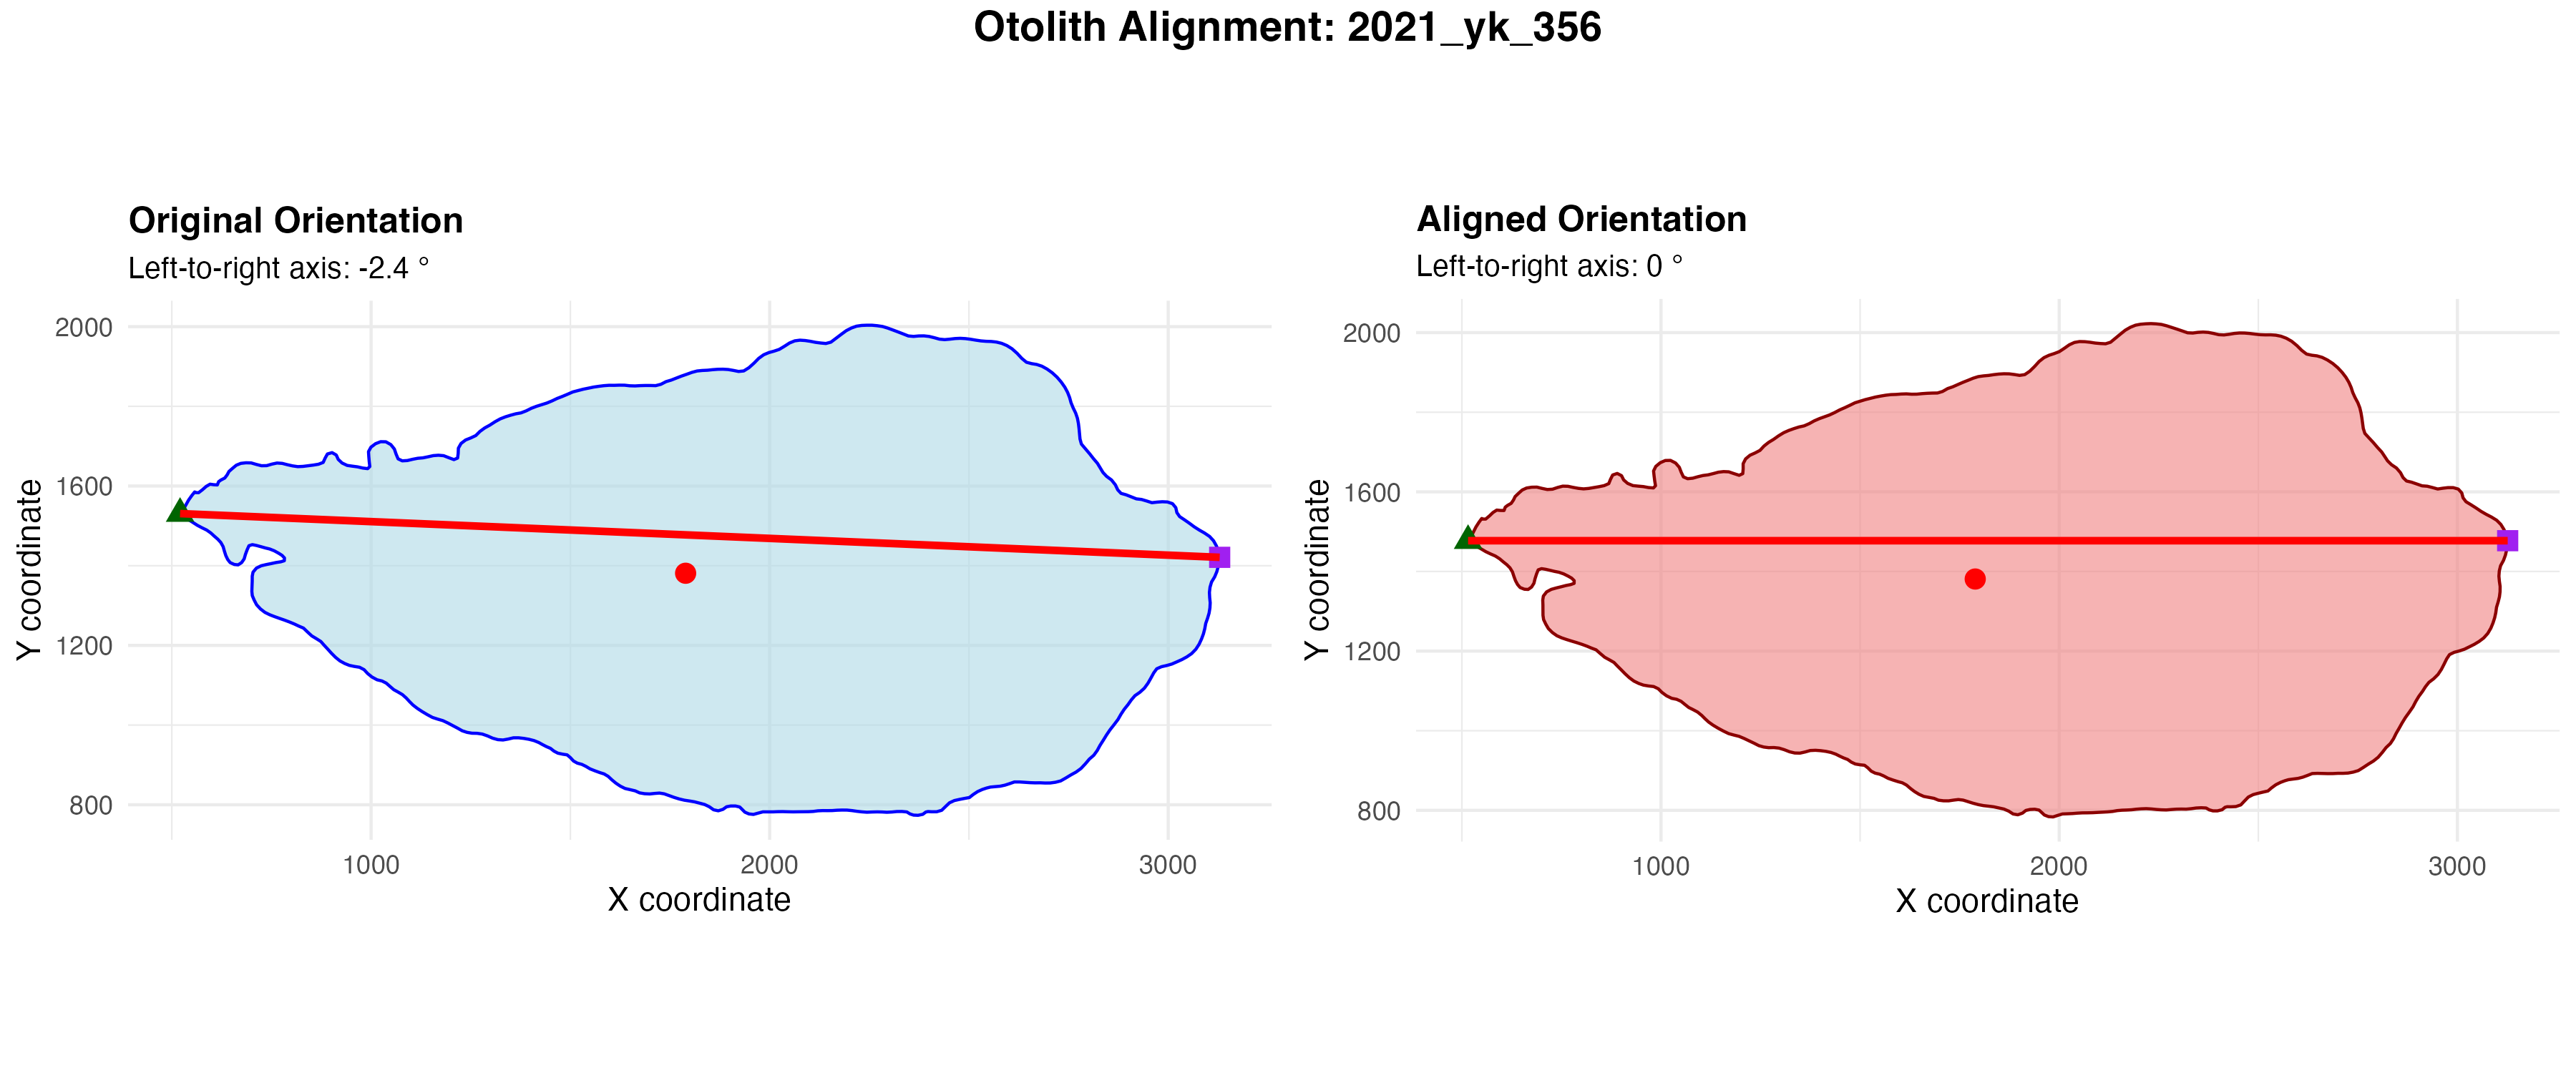 Otolith Alignment: 2021_yk_356
Original Orientation
Left-to-right axis: -2.4 °
2000
1600
1200
800
Y coordinate
1000
2000
3000
X coordinate
Aligned Orientation
Left-to-right axis: 0 °
2000
1600
1200
800
Y coordinate
1000
2000
3000
X coordinate